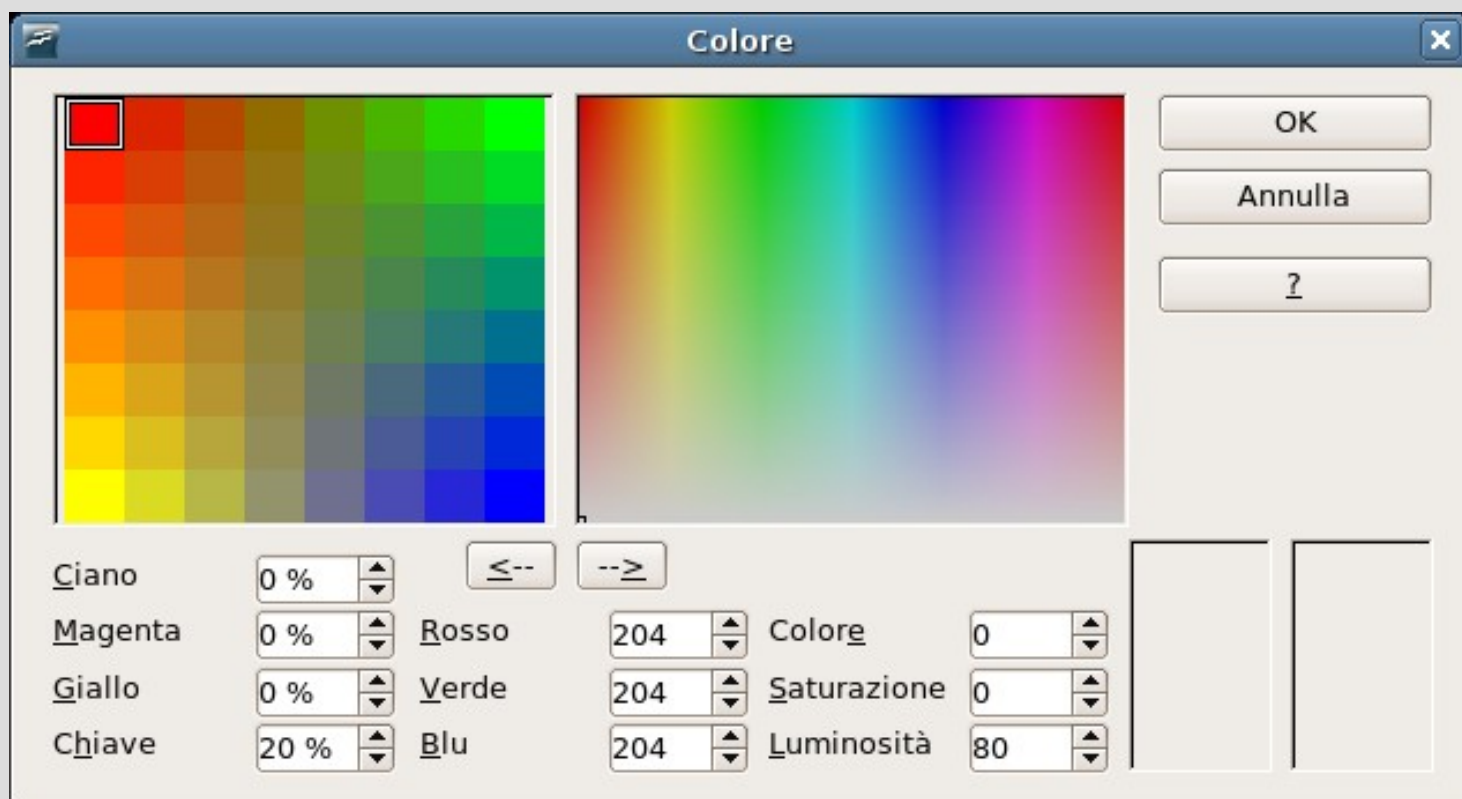 Colore
OK
Annulla
?
<-- -->
Ciano 0 %
Magenta 0 % Rosso 204 Colore 0
Giallo 0 % Verde 204 Saturazione 0
Chiave 20 % Blu 204 Luminosità 80